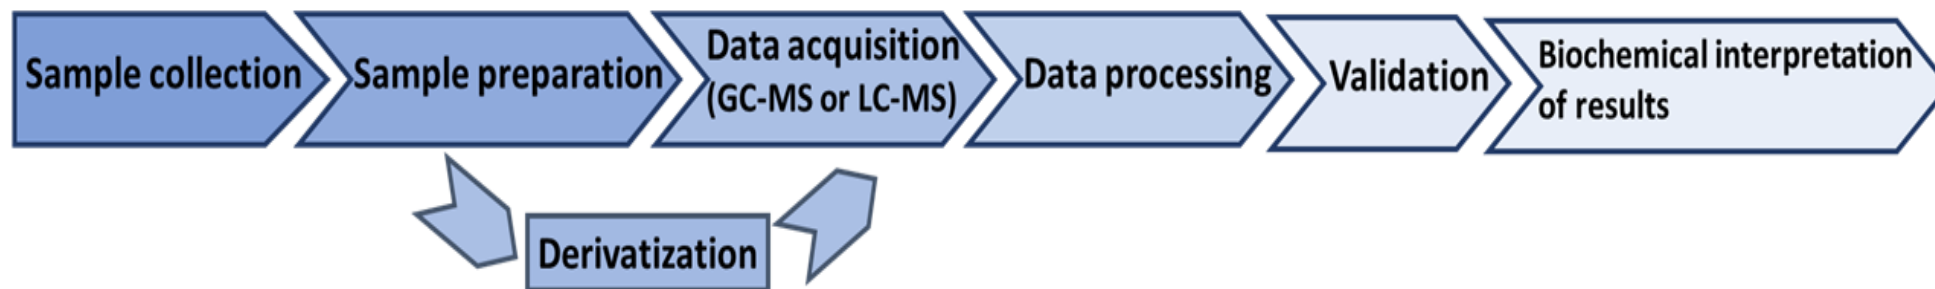 Sample collection
Sample preparation
Data acquisition
(GC-MS or LC-MS)
Data processing
Validation
Biochemical interpretation
of results
Derivatization